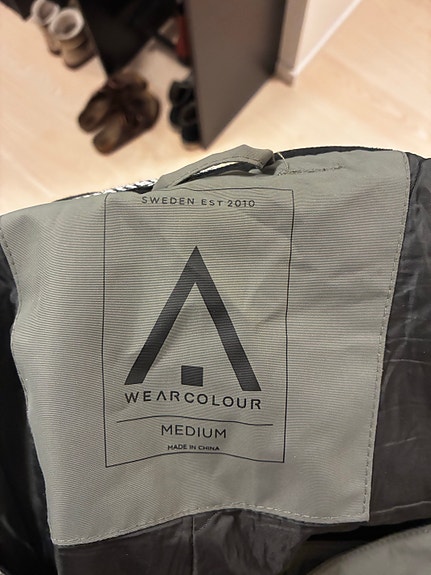 SWEDEN EST 2010
WEARCOLOUR
MEDIUM
MADE IN CHINA